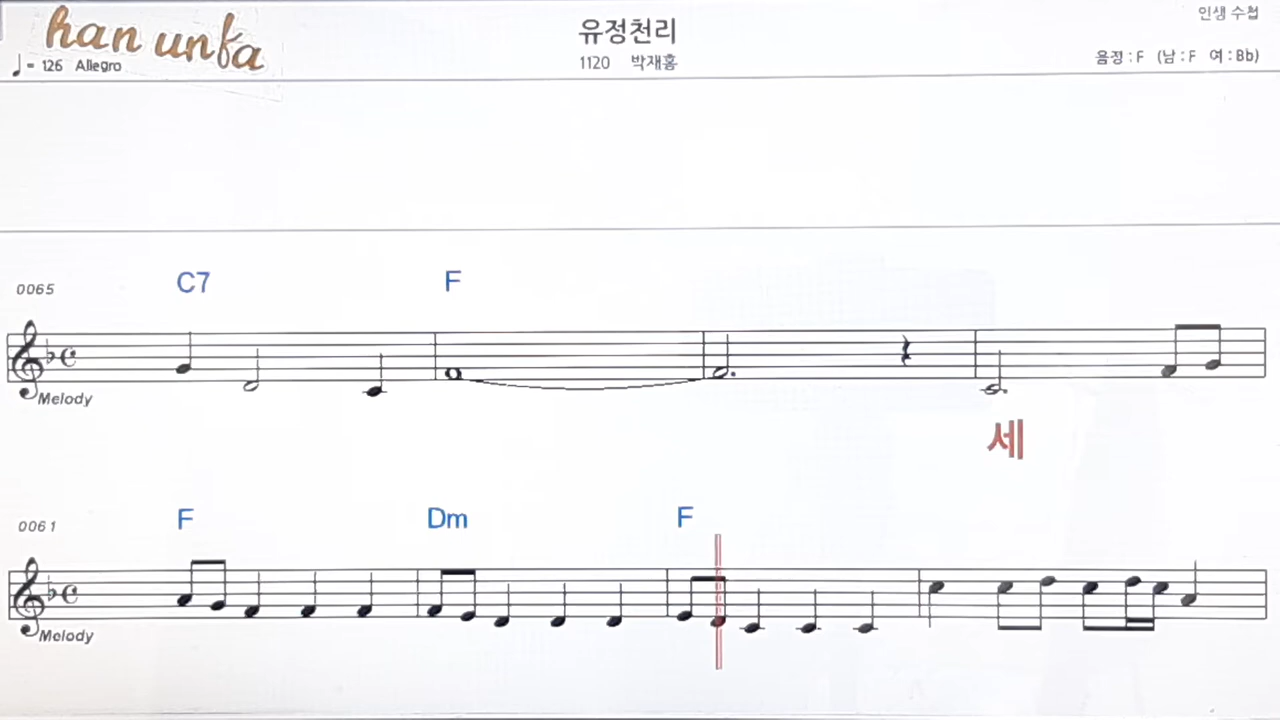 han unfa
유정천리
인생 수첩
♩= 126 Allegro
1120 박재홍
음정 : F (남 : F 여 : Bb)
0065
C7 F
Melody
세
0061
F Dm F
Melody